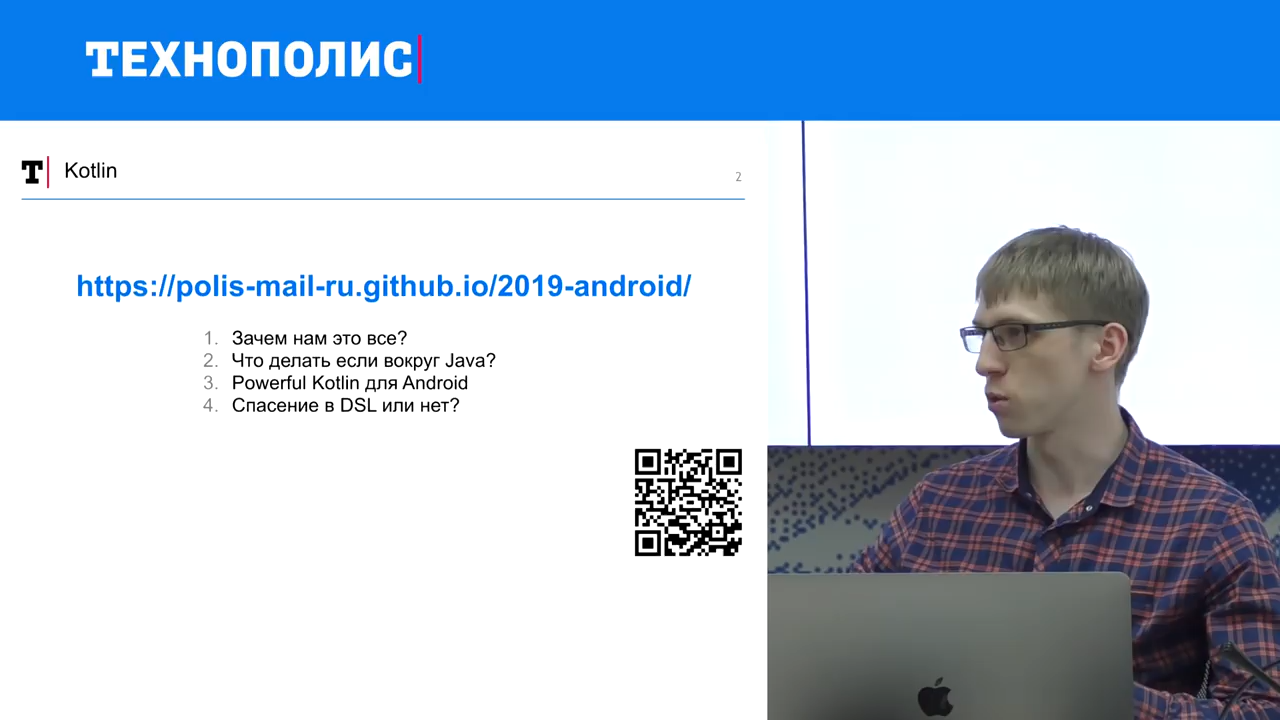 ТЕХНОПОЛИС
Т Kotlin
2
https://polis-mail-ru.github.io/2019-android/
1. Зачем нам это все?
2. Что делать если вокруг Java?
3. Powerful Kotlin для Android
4. Спасение в DSL или нет?